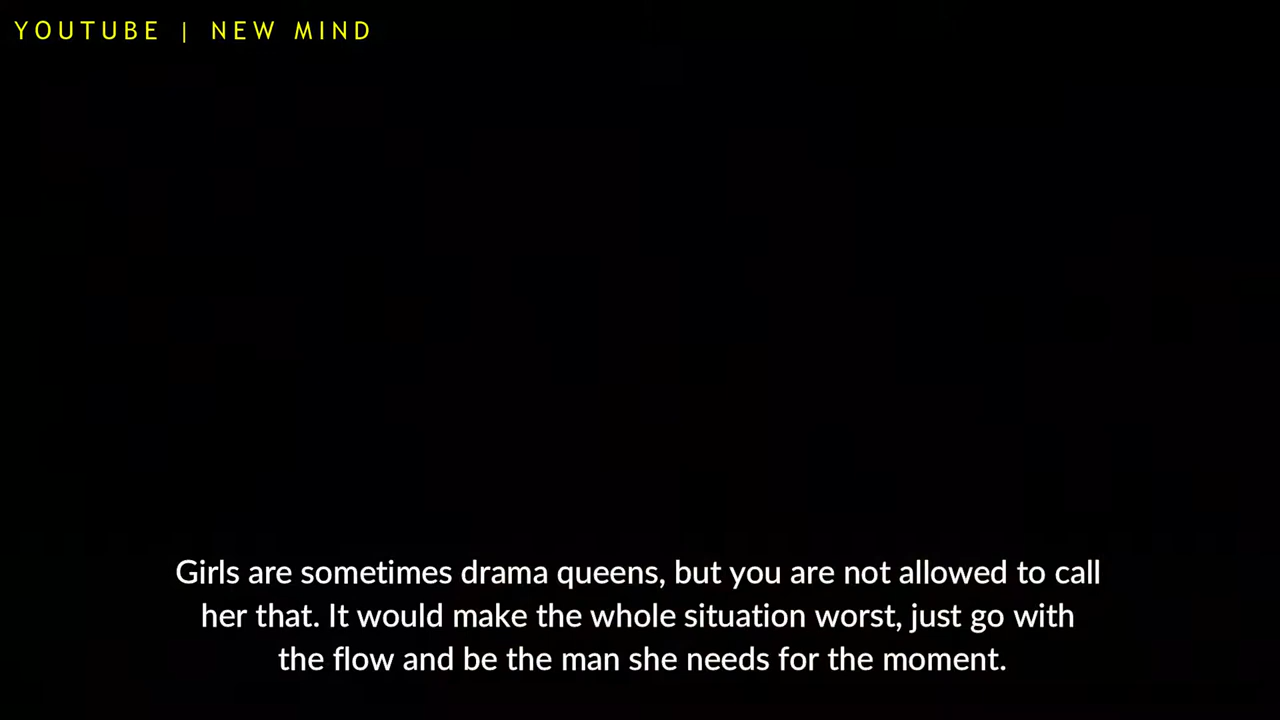 YOUTUBE | NEW MIND
Girls are sometimes drama queens, but you are not allowed to call
her that. It would make the whole situation worst, just go with
the flow and be the man she needs for the moment.